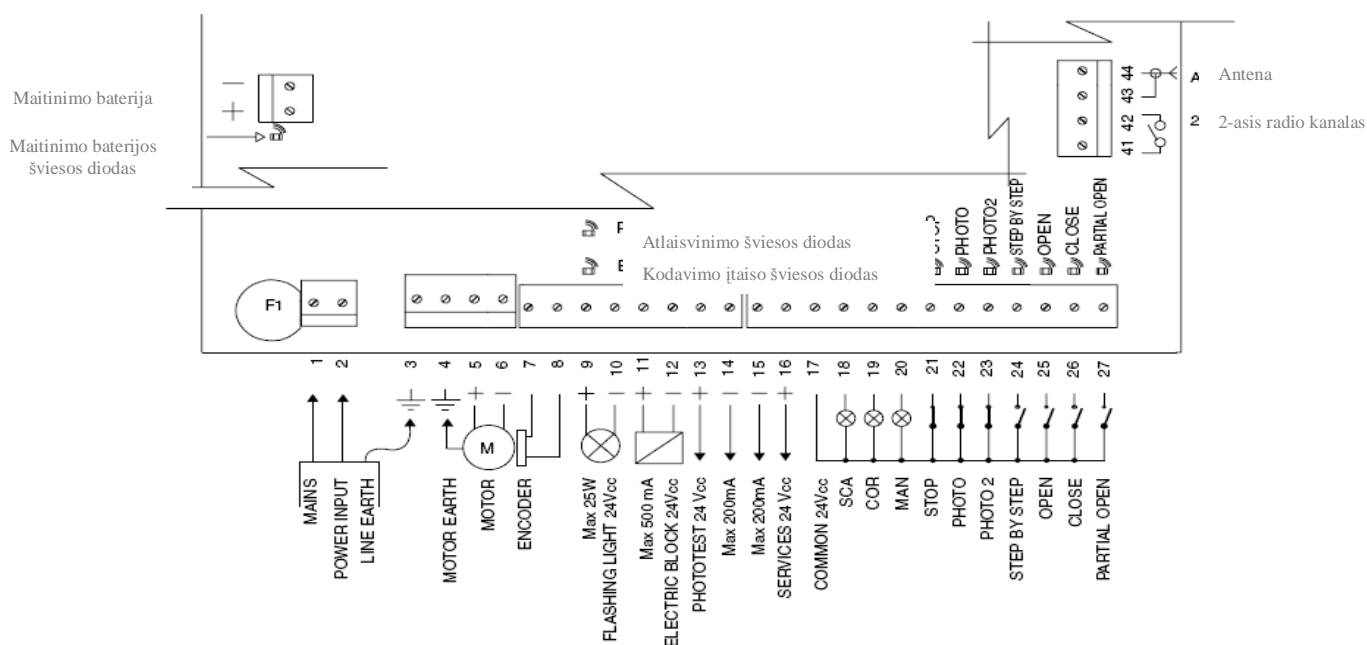 Maitinimo baterija
Maitinimo baterijos
šviesos diodas
44
43
42
41
A
2
Antena
2-asis radio kanalas
Atlaisvinimo šviesos diodas
Kodavimo įtaiso šviesos diodas
STOP
PHOTO
PHOTO2
STEP BY STEP
OPEN
CLOSE
PARTIAL OPEN
F1
1
2
3
4
5
6
7
8
9
10
11
12
13
14
15
16
17
18
19
20
21
22
23
24
25
26
27
M
MAINS
POWER INPUT
LINE EARTH
MOTOR EARTH
MOTOR
ENCODER
Max 25W
FLASHING LIGHT 24Vcc
Max 500 mA
ELECTRIC BLOCK 24Vcc
PHOTOTEST 24 Vcc
Max 200mA
Max 200mA
SERVICES 24 Vcc
COMMON 24Vcc
SCA
COR
MAN
STOP
PHOTO
PHOTO 2
STEP BY STEP
OPEN
CLOSE
PARTIAL OPEN